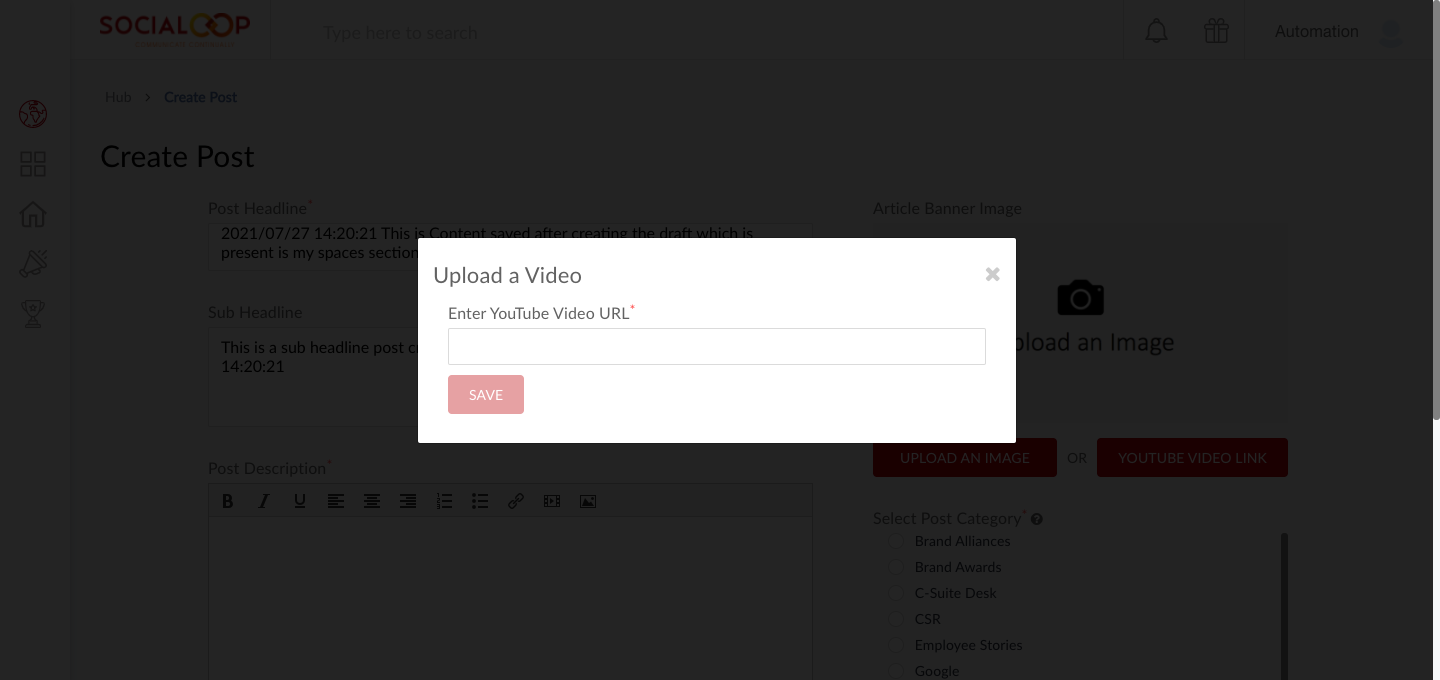 SOCIALOOP
Type here to search
Automation
Hub > Create Post
Create Post
Post Headline*
2021/07/27 14:20:21 This is Content saved after creating the draft which is
present is my spaces section
Sub Headline
This is a sub headline post
14:20:21
Post Description*
Article Banner Image
Upload a Video
Enter YouTube Video URL*
SAVE
pload an Image
UPLOAD AN IMAGE OR YOUTUBE VIDEO LINK
Select Post Category*
Brand Alliances
Brand Awards
C-Suite Desk
CSR
Employee Stories
Google